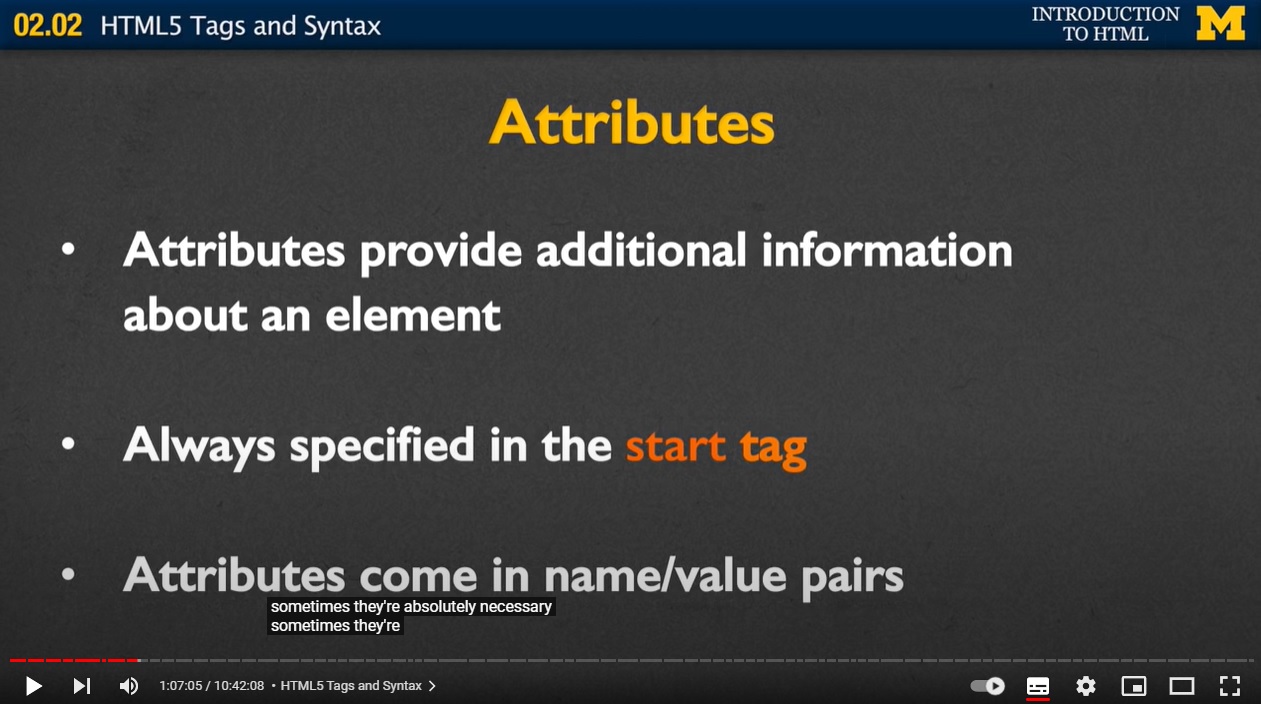 02.02 HTML5 Tags and Syntax
INTRODUCTION
TO HTML
M
Attributes
• Attributes provide additional information
about an element
• Always specified in the start tag
• Attributes come in name/value pairs
sometimes they're absolutely necessary
sometimes they're
1:07:05 / 10:42:08 • HTML5 Tags and Syntax